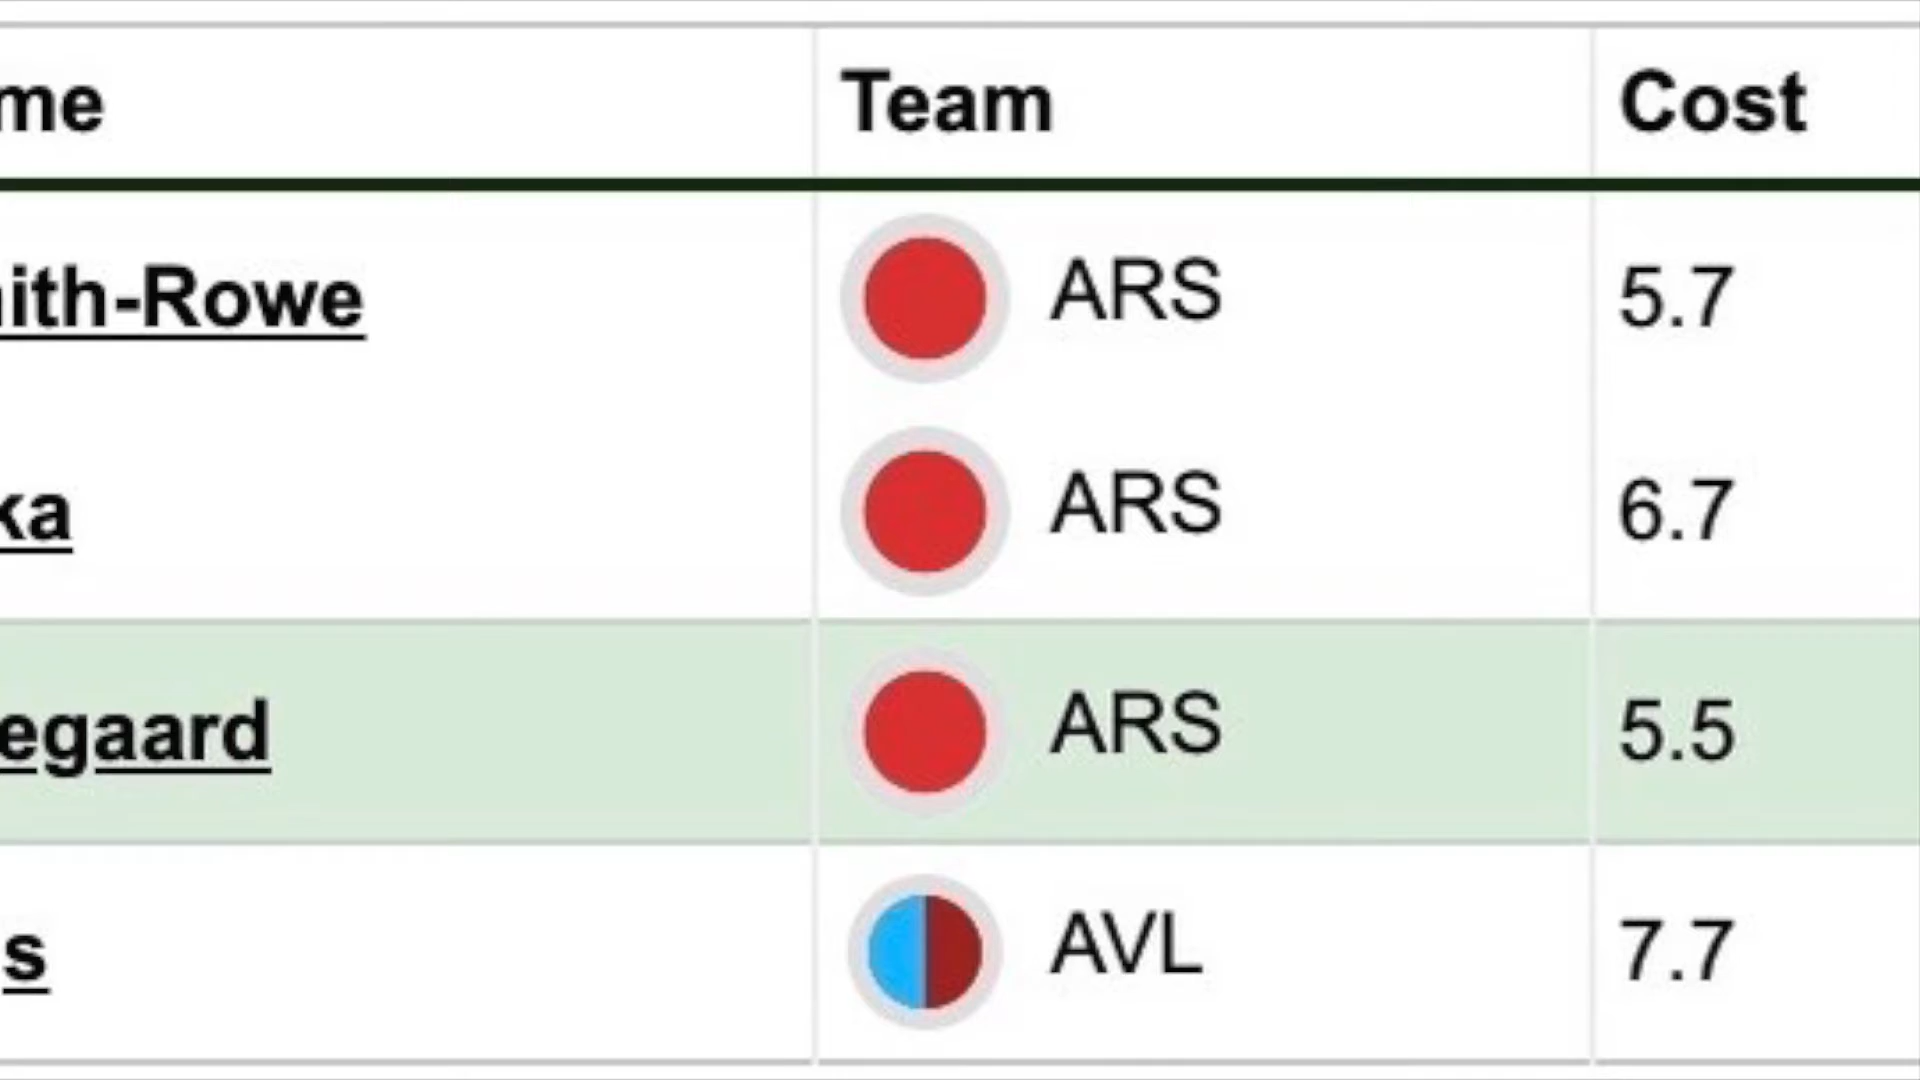 me Team Cost
ith-Rowe ARS 5.7
ka ARS 6.7
egaard ARS 5.5
s AVL 7.7